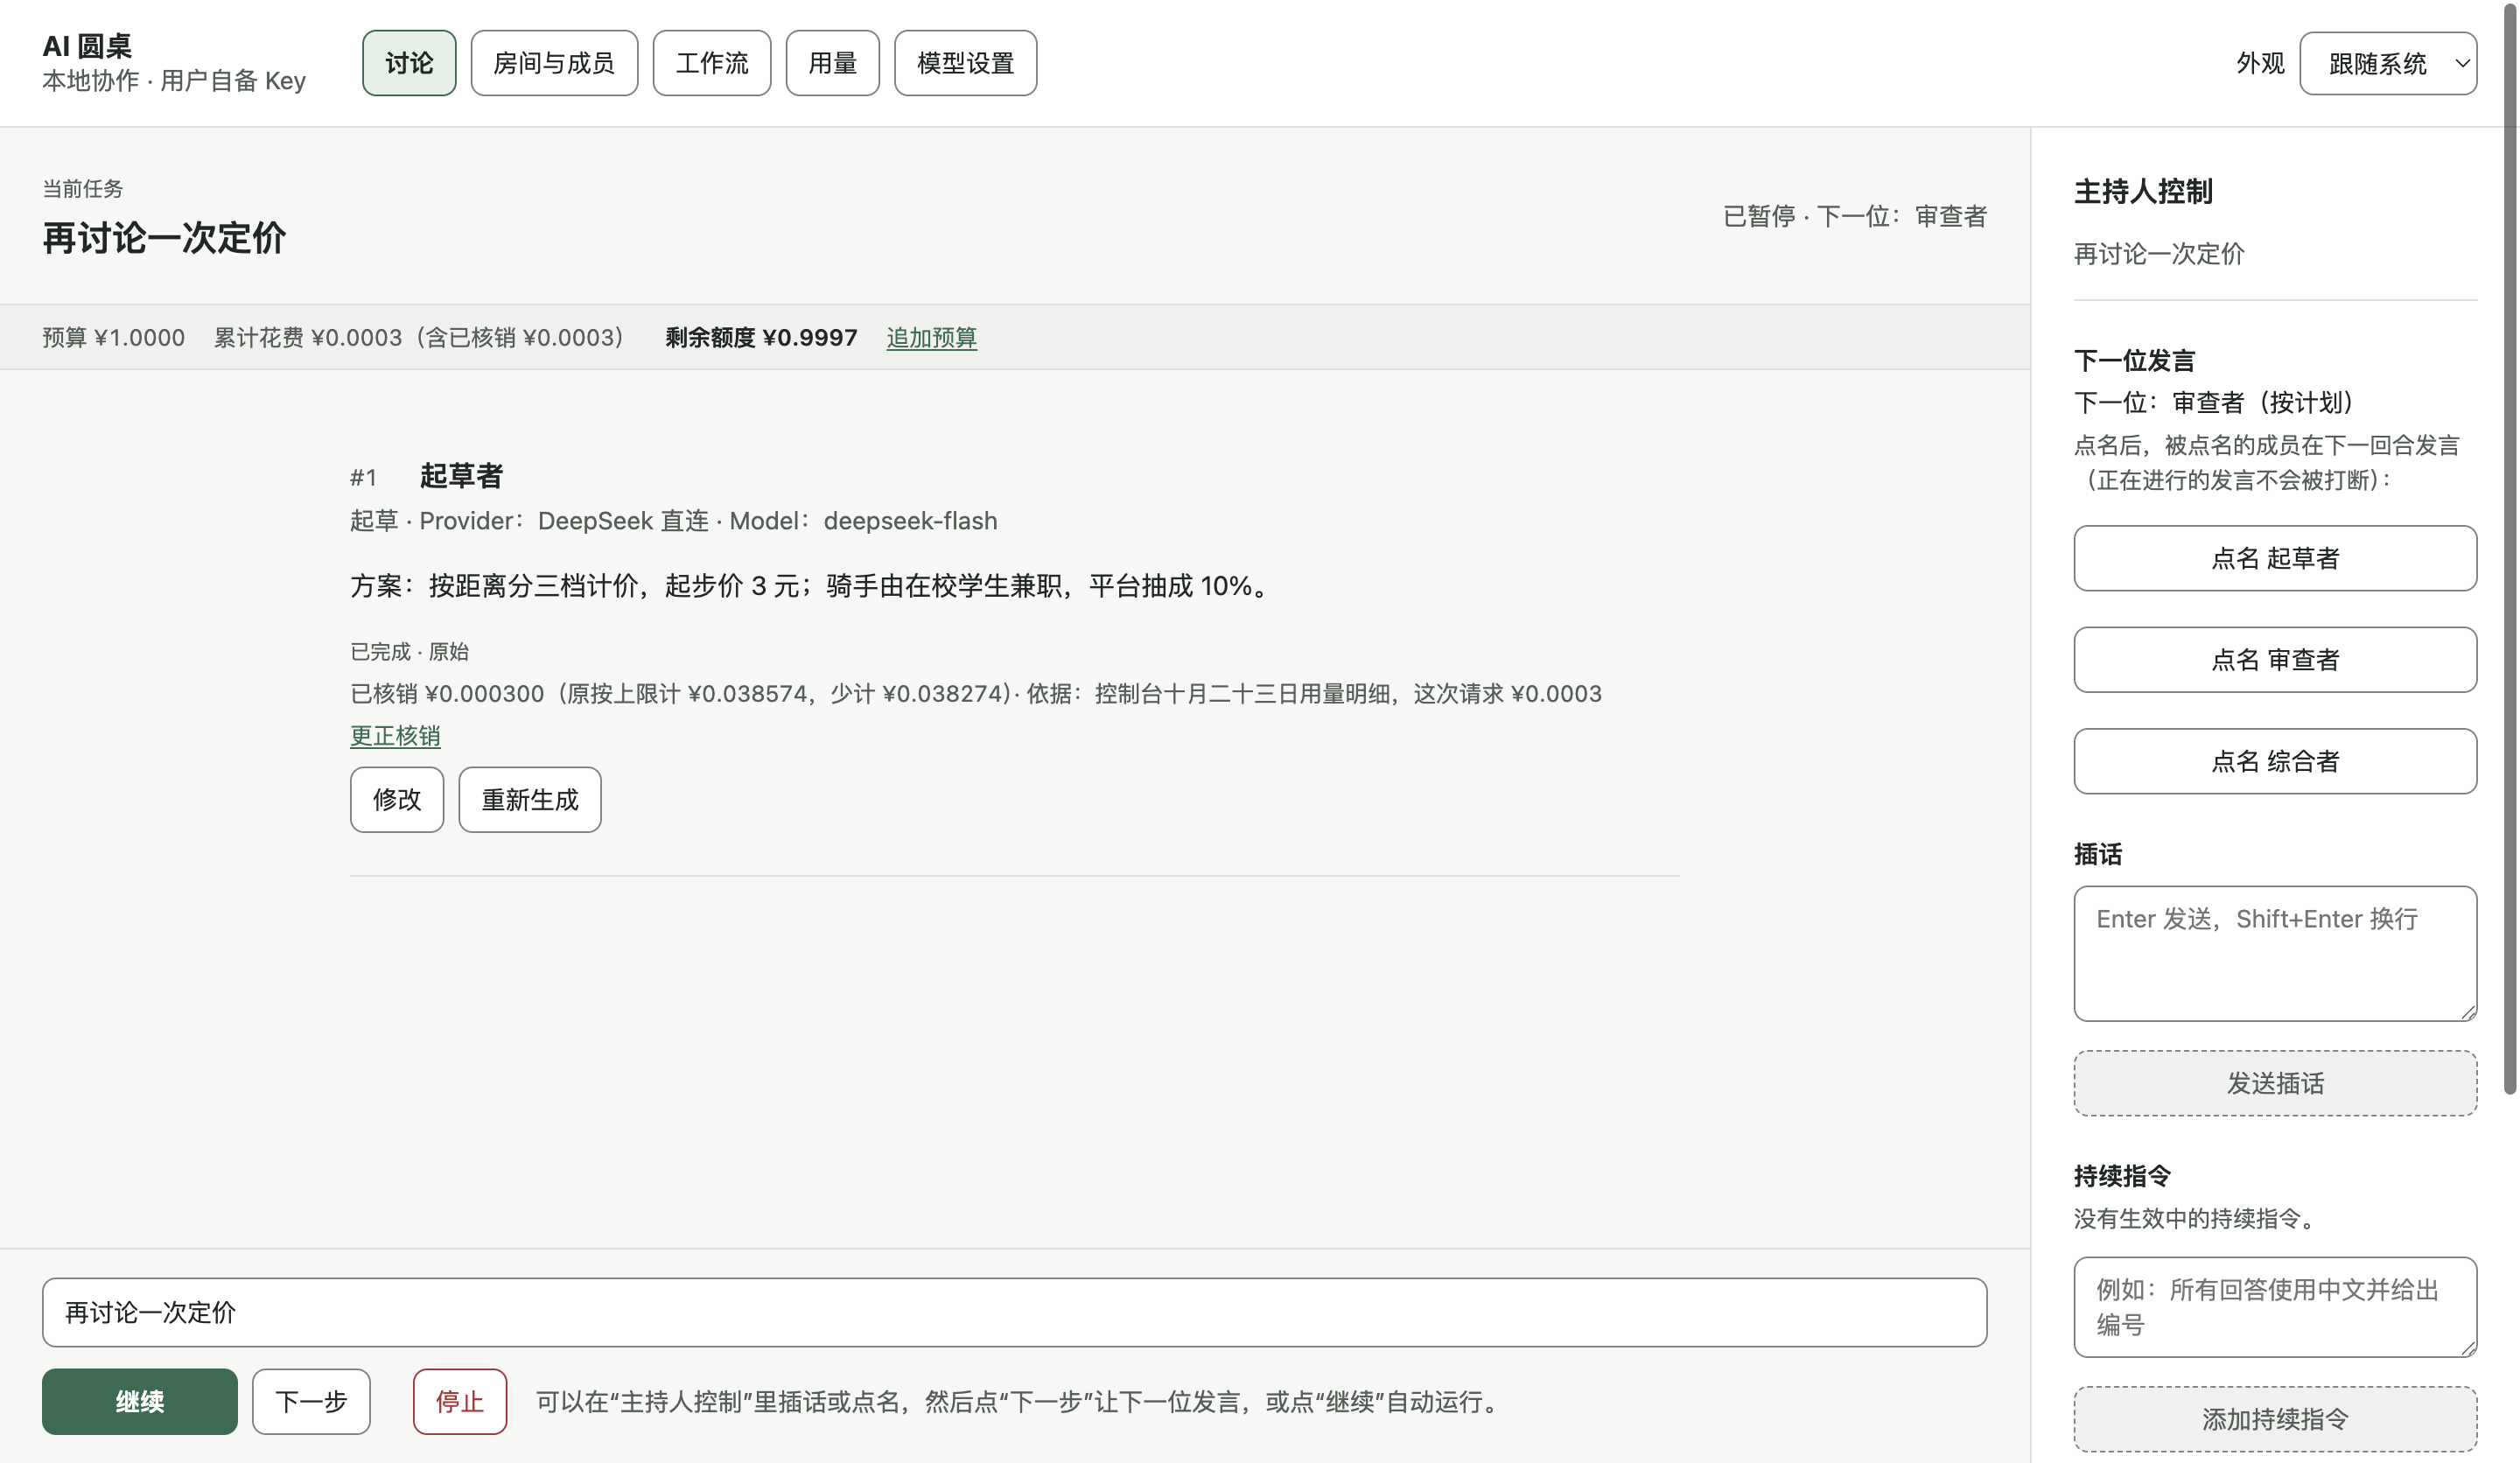 AI 圆桌
本地协作 · 用户自备 Key
讨论
房间与成员
工作流
用量
模型设置
外观
跟随系统
当前任务
再讨论一次定价
已暂停 · 下一位：审查者
预算 ¥1.0000 累计花费 ¥0.0003（含已核销 ¥0.0003） 剩余额度 ¥0.9997 追加预算
#1 起草者
起草 · Provider：DeepSeek 直连 · Model：deepseek-flash
方案：按距离分三档计价，起步价 3 元；骑手由在校学生兼职，平台抽成 10%。
已完成 · 原始
已核销 ¥0.000300（原按上限计 ¥0.038574，少计 ¥0.038274）· 依据：控制台十月二十三日用量明细，这次请求 ¥0.0003
更正核销
修改
重新生成
再讨论一次定价
继续
下一步
停止
可以在“主持人控制”里插话或点名，然后点“下一步”让下一位发言，或点“继续”自动运行。
主持人控制
再讨论一次定价
下一位发言
下一位：审查者（按计划）
点名后，被点名的成员在下一回合发言
（正在进行的发言不会被打断）：
点名 起草者
点名 审查者
点名 综合者
插话
Enter 发送，Shift+Enter 换行
发送插话
持续指令
没有生效中的持续指令。
例如：所有回答使用中文并给出
编号
添加持续指令